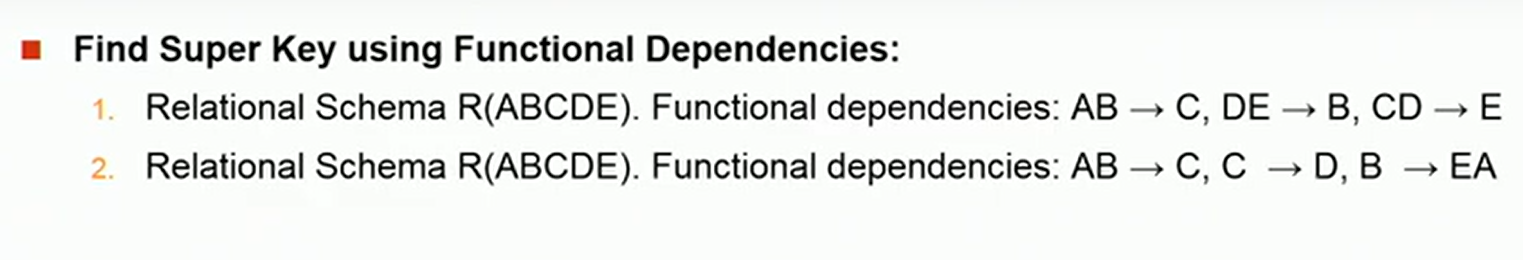 Find Super Key using Functional Dependencies:
1. Relational Schema R(ABCDE). Functional dependencies: AB → C, DE → B, CD → E
2. Relational Schema R(ABCDE). Functional dependencies: AB → C, C → D, B → EA